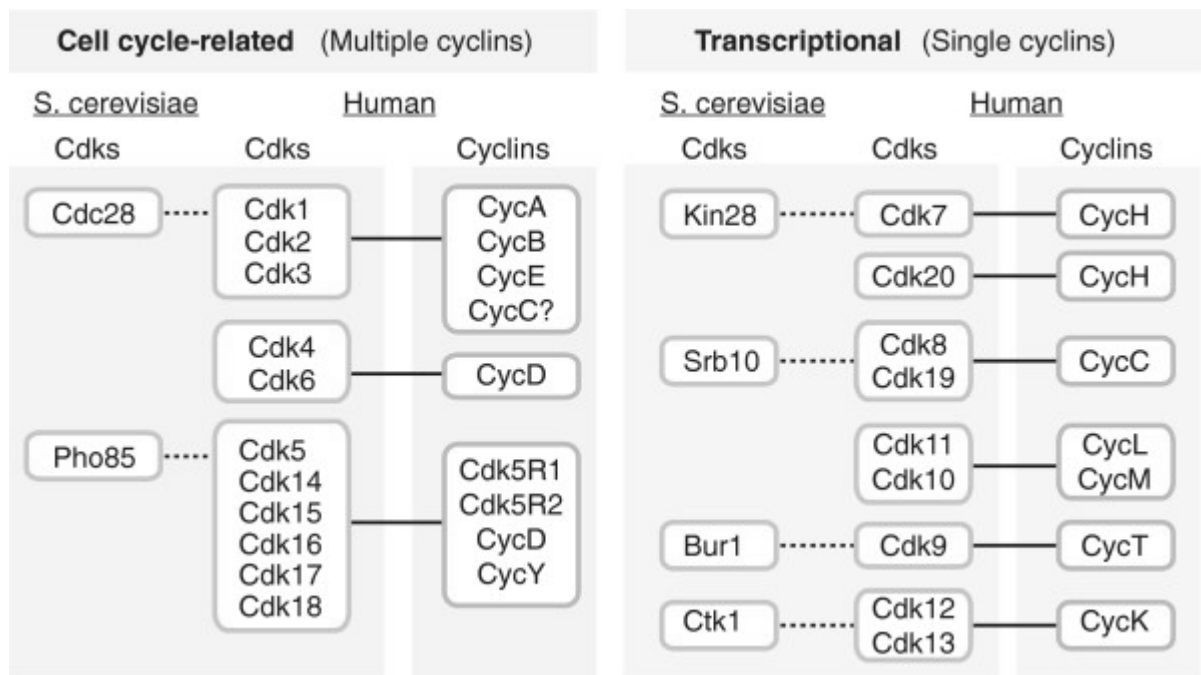 Cell cycle-related (Multiple cyclins)
S. cerevisiae Human
Cdks Cdks Cyclins
Cdc28
Cdk1
Cdk2
Cdk3
CycA
CycB
CycE
CycC?
Cdk4
Cdk6
CycD
Pho85
Cdk5
Cdk14
Cdk15
Cdk16
Cdk17
Cdk18
Cdk5R1
Cdk5R2
CycD
CycY
Transcriptional (Single cyclins)
S. cerevisiae Human
Cdks Cdks Cyclins
Kin28 Cdk7 CycH
Cdk20 CycH
Srb10
Cdk8
Cdk19
CycC
Cdk11
Cdk10
CycL
CycM
Bur1 Cdk9 CycT
Ctk1
Cdk12
Cdk13
CycK